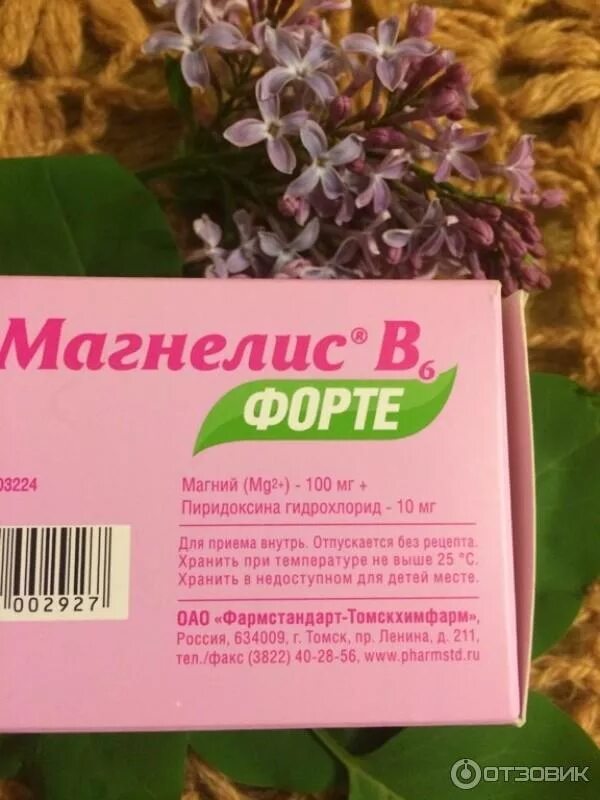 Магнелис® B6
ФОРТЕ
03224
Магний (Mg2+) - 100 мг +
Пиридоксина гидрохлорид - 10 мг
Для приема внутрь. Отпускается без рецепта.
Хранить при температуре не выше 25 °С.
Хранить в недоступном для детей месте.
002927
ОАО «Фармстандарт-Томскхимфарм»,
Россия, 634009, г. Томск, пр. Ленина, д. 211,
тел./факс (3822) 40-28-56, www.pharmstd.ru
ОТЗОВИК